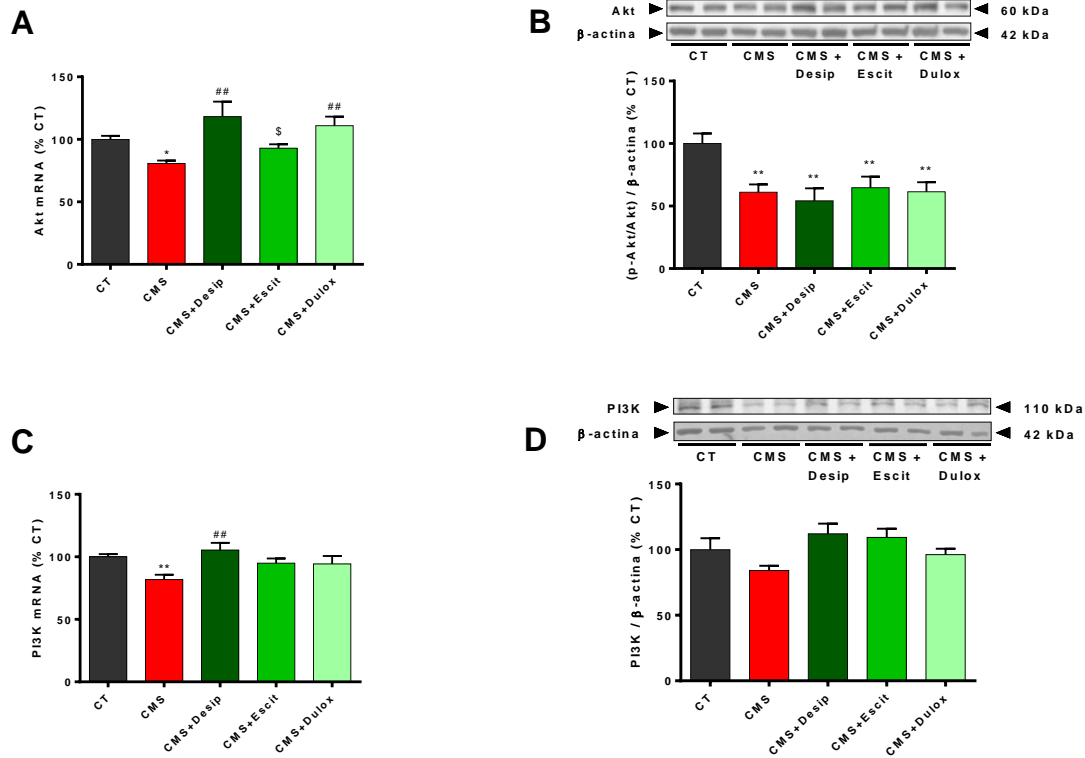 A
Akt mRNA (% CT)
150
100
50
0
*
##
$
##
CT
CMS
CMS+Desip
CMS+Escit
CMS+Dulox
B
Akt
60 kDa
β-actina
42 kDa
CT
CMS
CMS +
Desip
CMS +
Escit
CMS +
Dulox
(p-Akt/Akt) / β-actina (% CT)
150
100
50
0
**
**
**
**
CT
CMS
CMS+Desip
CMS+Escit
CMS+Dulox
C
PI3K mRNA (% CT)
150
100
50
0
**
##
CT
CMS
CMS+Desip
CMS+Escit
CMS+Dulox
D
PI3K
110 kDa
β-actina
42 kDa
CT
CMS
CMS +
Desip
CMS +
Escit
CMS +
Dulox
PI3K / β-actina (% CT)
150
100
50
0
CT
CMS
CMS+Desip
CMS+Escit
CMS+Dulox